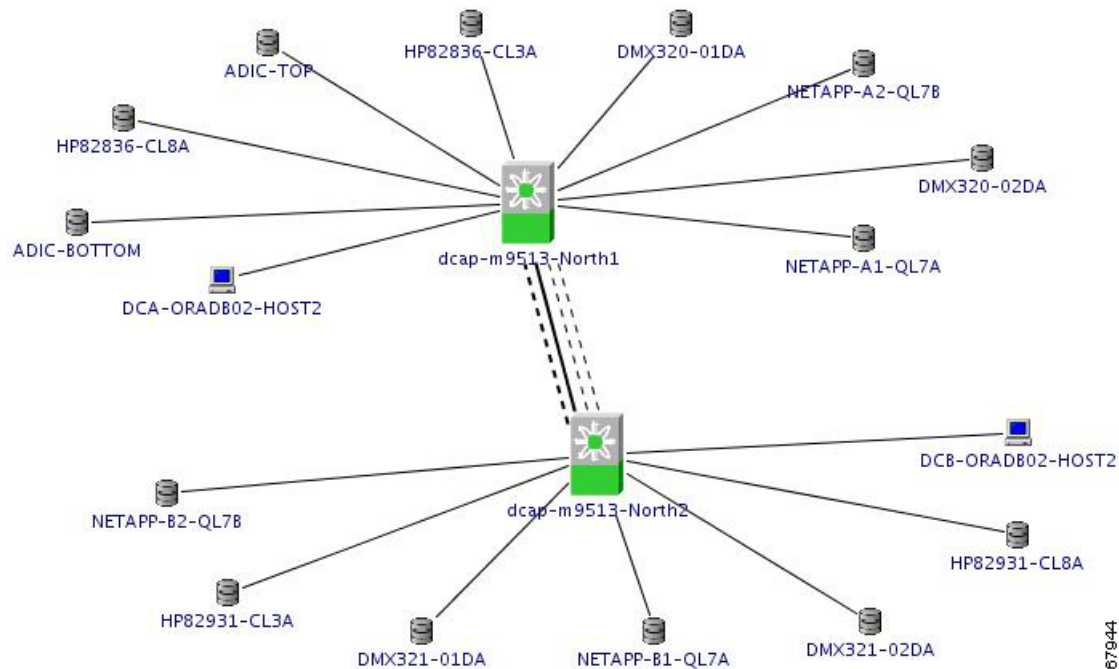 HP82836-CL3A
DMX320-01DA
ADIC-TOP
NETAPP-A2-QL7B
HP82836-CL8A
DMX320-02DA
ADIC-BOTTOM
dcap-m9513-North1
NETAPP-A1-QL7A
DCA-ORADB02-HOST2
DCB-ORADB02-HOST2
NETAPP-B2-QL7B
dcap-m9513-North2
HP82931-CL8A
HP82931-CL3A
DMX321-01DA
NETAPP-B1-QL7A
DMX321-02DA
67944